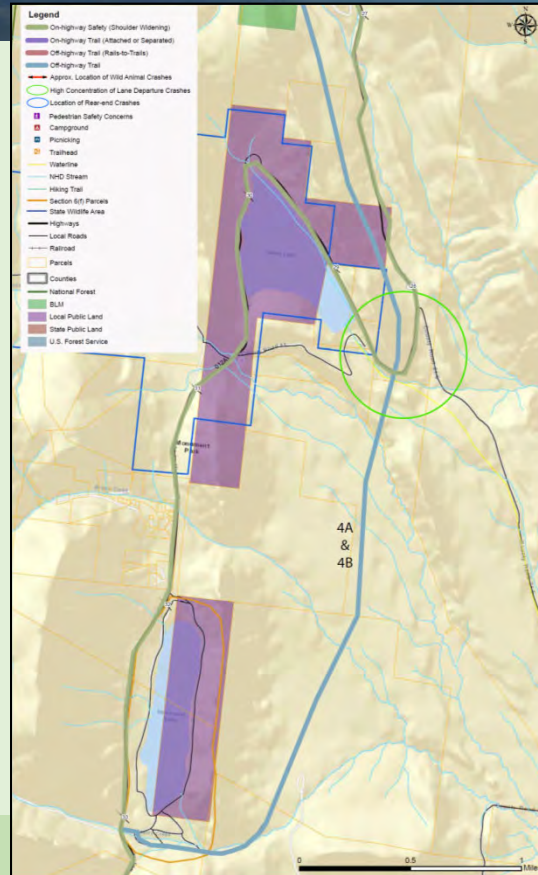 Legend
On-highway Safety (Shoulder Widening)
On-highway Trail (Attached or Separated)
Off-highway Trail (Rails-to-Trails)
Off-highway Trail
Approx. Location of Wild Animal Crashes
High Concentration of Lane Departure Crashes
Location of Rear-end Crashes
Pedestrian Safety Concerns
Campground
Picnicking
Trailhead
Waterline
NHD Stream
Hiking Trail
Section 6(f) Parcels
State Wildlife Area
Highways
Local Roads
Railroad
Parcels
Counties
National Forest
BLM
Local Public Land
State Public Land
U.S. Forest Service
N
Monument
Park
4A
&
4B
0
0.5
1
Miles